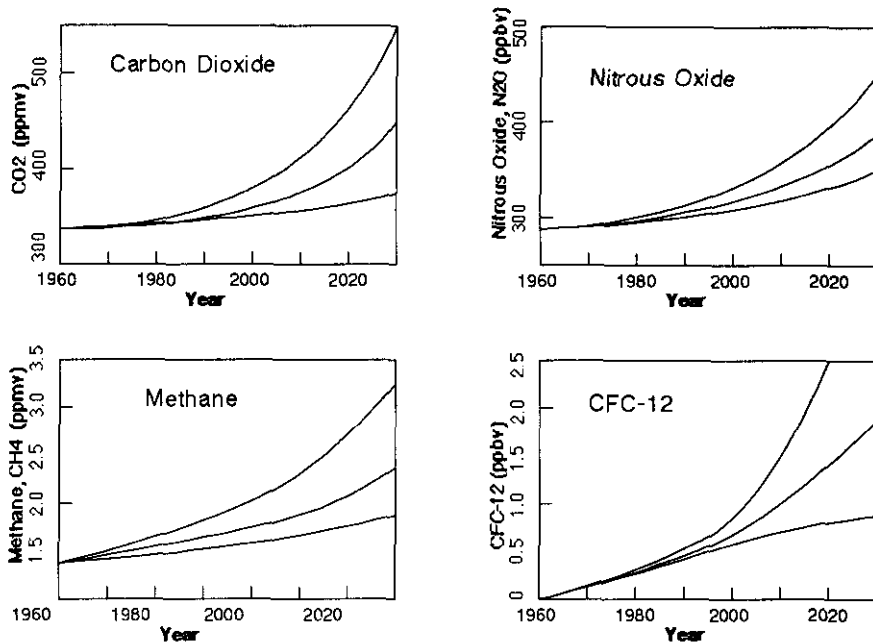 Carbon Dioxide
CO2 (ppmv)
500
400
300
1960 1980 2000 2020
Year
Nitrous Oxide
Nitrous Oxide, N2O (ppbv)
500
400
300
1960 1980 2000 2020
Year
Methane
Methane, CH4 (ppmv)
3.5
3.0
2.5
2.0
1.5
1960 1980 2000 2020
Year
CFC-12
CFC-12 (ppbv)
2.5
2.0
1.5
1.0
0.5
0
1960 1980 2000 2020
Year